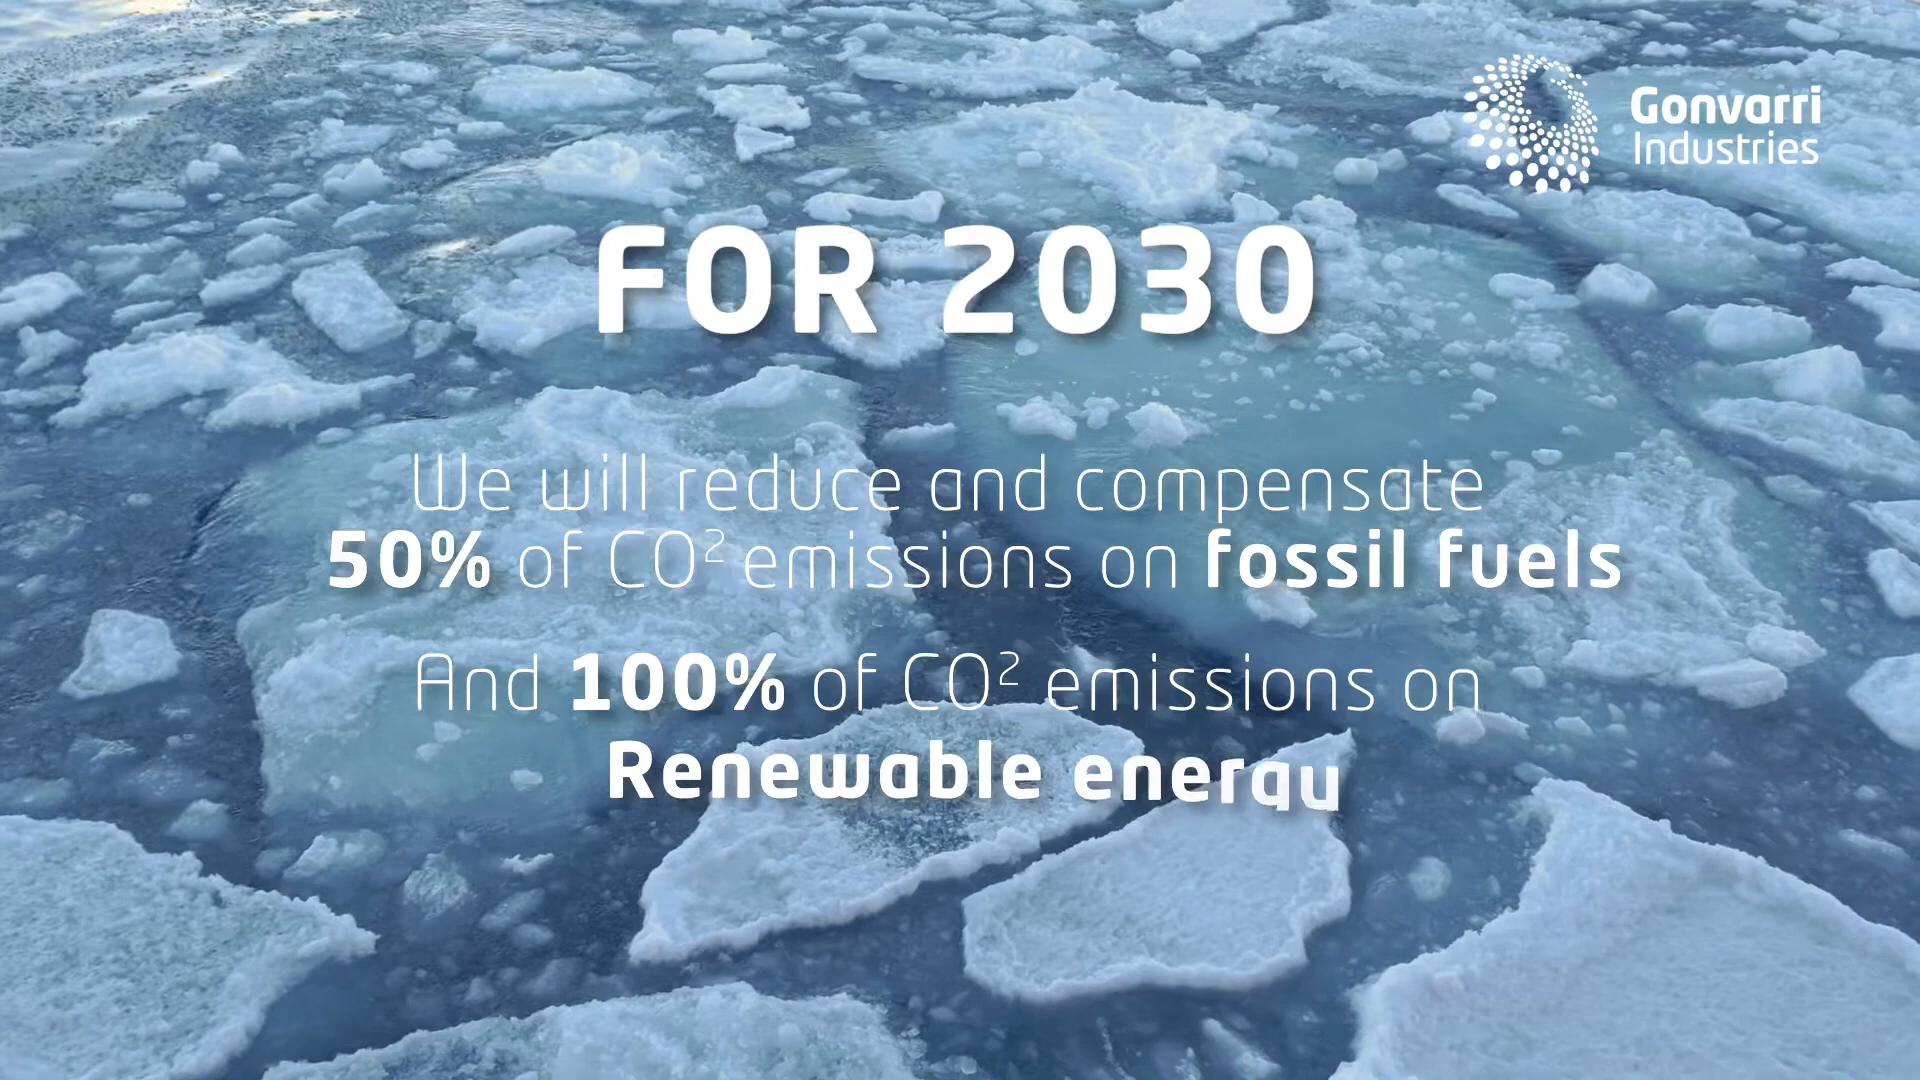 Gonvarri
Industries
FOR 2030
We will reduce and compensate
50% of CO² emissions on fossil fuels
And 100% of CO² emissions on
Renewable energy